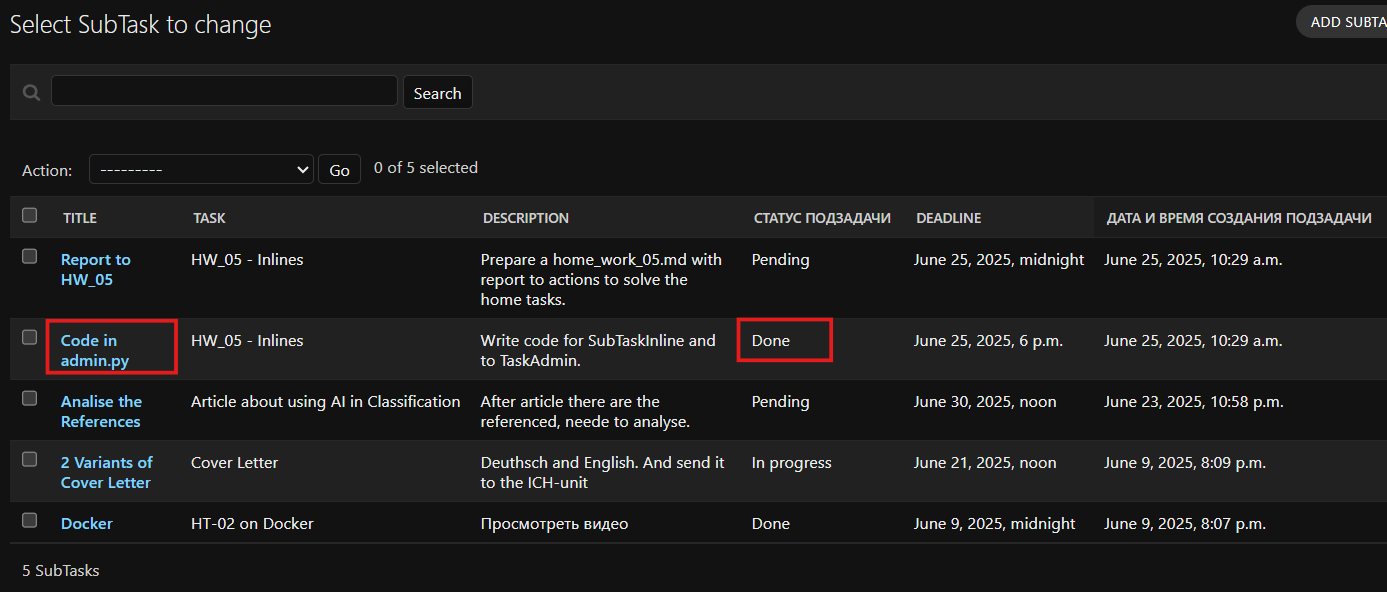 Select SubTask to change
ADD SUBTA
Search
Action: --------- Go 0 of 5 selected
TITLE TASK DESCRIPTION СТАТУС ПОДЗАДАЧИ DEADLINE ДАТА И ВРЕМЯ СОЗДАНИЯ ПОДЗАДАЧИ
Report to HW_05 - Inlines Prepare a home_work_05.md with Pending June 25, 2025, midnight June 25, 2025, 10:29 a.m.
HW_05 report to actions to solve the
home tasks.
Code in HW_05 - Inlines Write code for SubTaskInline and Done June 25, 2025, 6 p.m. June 25, 2025, 10:29 a.m.
admin.py to TaskAdmin.
Analise the Article about using AI in Classification After article there are the Pending June 30, 2025, noon June 23, 2025, 10:58 p.m.
References referenced, neede to analyse.
2 Variants of Cover Letter Deuthsch and English. And send it In progress June 21, 2025, noon June 9, 2025, 8:09 p.m.
Cover Letter to the ICH-unit
Docker HT-02 on Docker Просмотреть видео Done June 9, 2025, midnight June 9, 2025, 8:07 p.m.
5 SubTasks